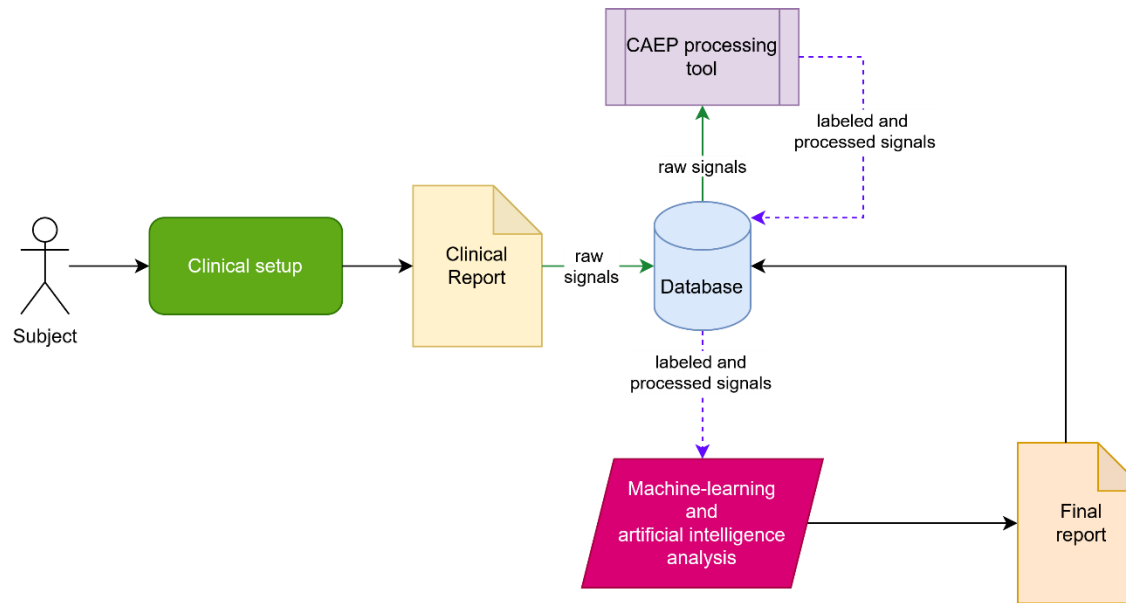 CAEP processing
tool
labeled and
processed signals
raw signals
Subject
Clinical setup
Clinical
Report
raw
signals
Database
labeled and
processed signals
Machine-learning
and
artificial intelligence
analysis
Final
report